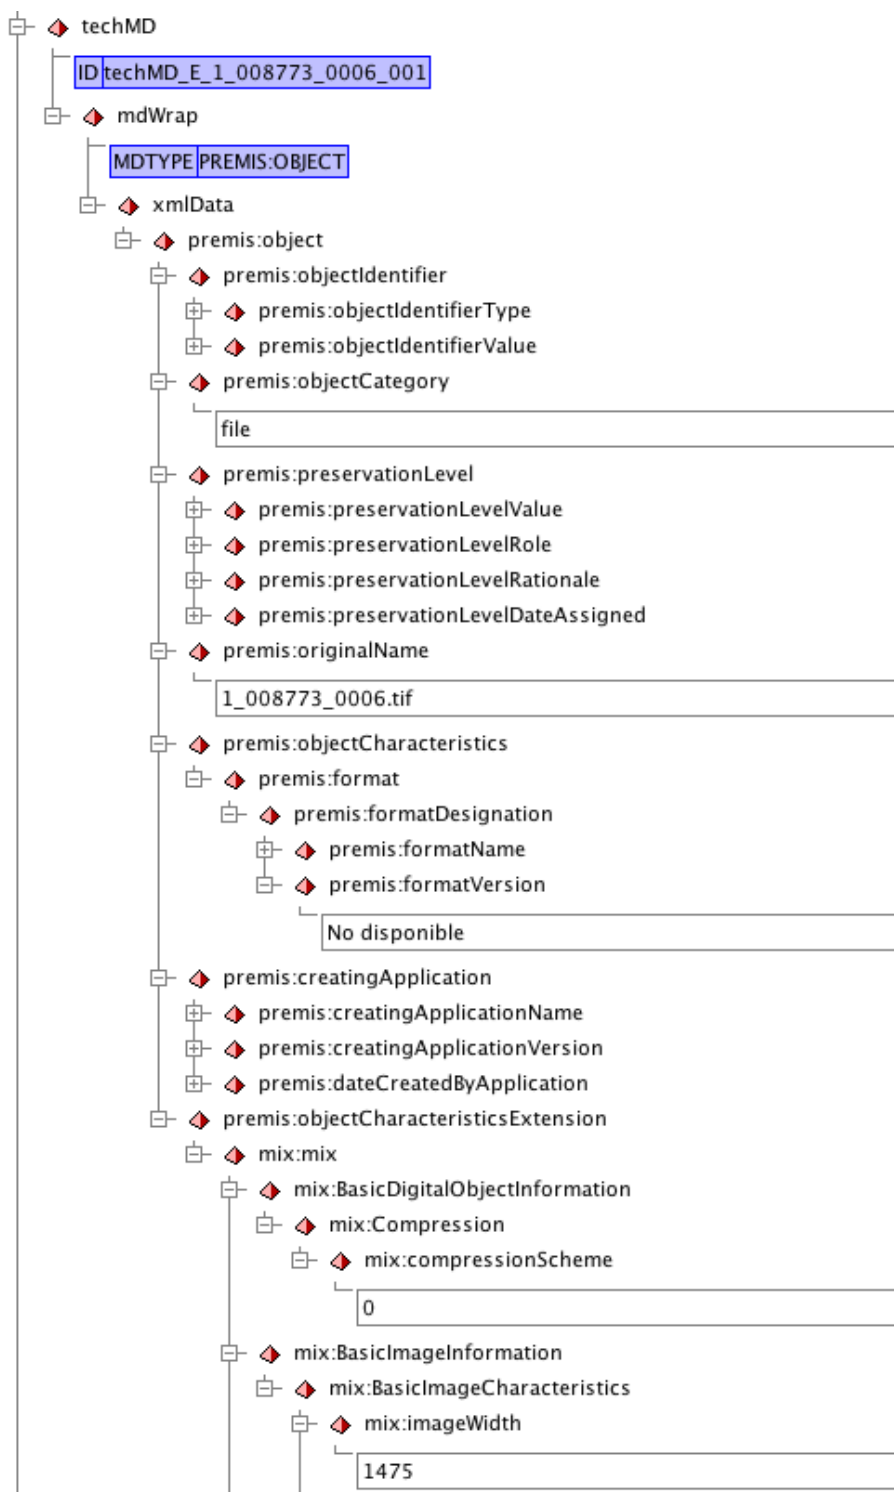 techMD
ID techMD_E_1_008773_0006_001
mdWrap
MDTYPE PREMIS:OBJECT
xmlData
premis:object
premis:objectIdentifier
premis:objectIdentifierType
premis:objectIdentifierValue
premis:objectCategory
file
premis:preservationLevel
premis:preservationLevelValue
premis:preservationLevelRole
premis:preservationLevelRationale
premis:preservationLevelDateAssigned
premis:originalName
1_008773_0006.tif
premis:objectCharacteristics
premis:format
premis:formatDesignation
premis:formatName
premis:formatVersion
No disponible
premis:creatingApplication
premis:creatingApplicationName
premis:creatingApplicationVersion
premis:dateCreatedByApplication
premis:objectCharacteristicsExtension
mix:mix
mix:BasicDigitalObjectInformation
mix:Compression
mix:compressionScheme
0
mix:BasicImageInformation
mix:BasicImageCharacteristics
mix:imageWidth
1475